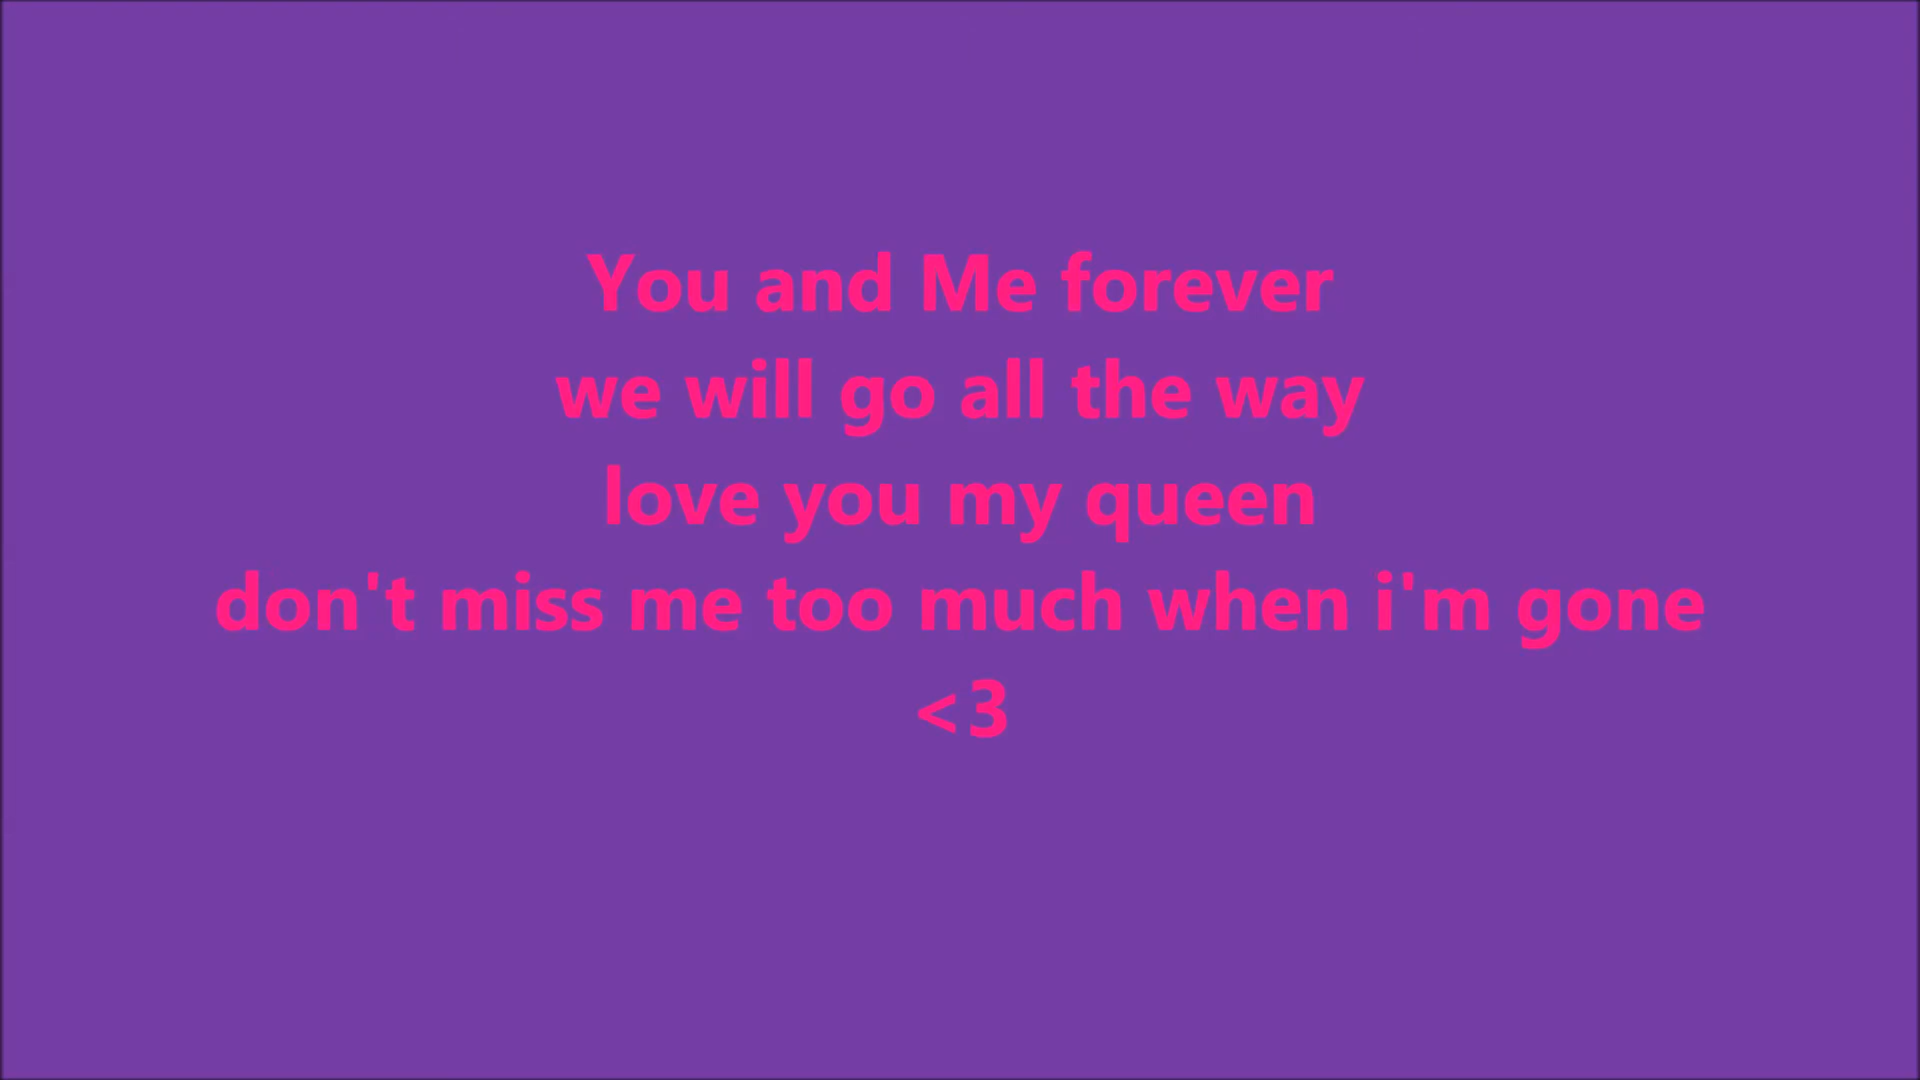 You and Me forever
we will go all the way
love you my queen
don't miss me too much when i'm gone
<3